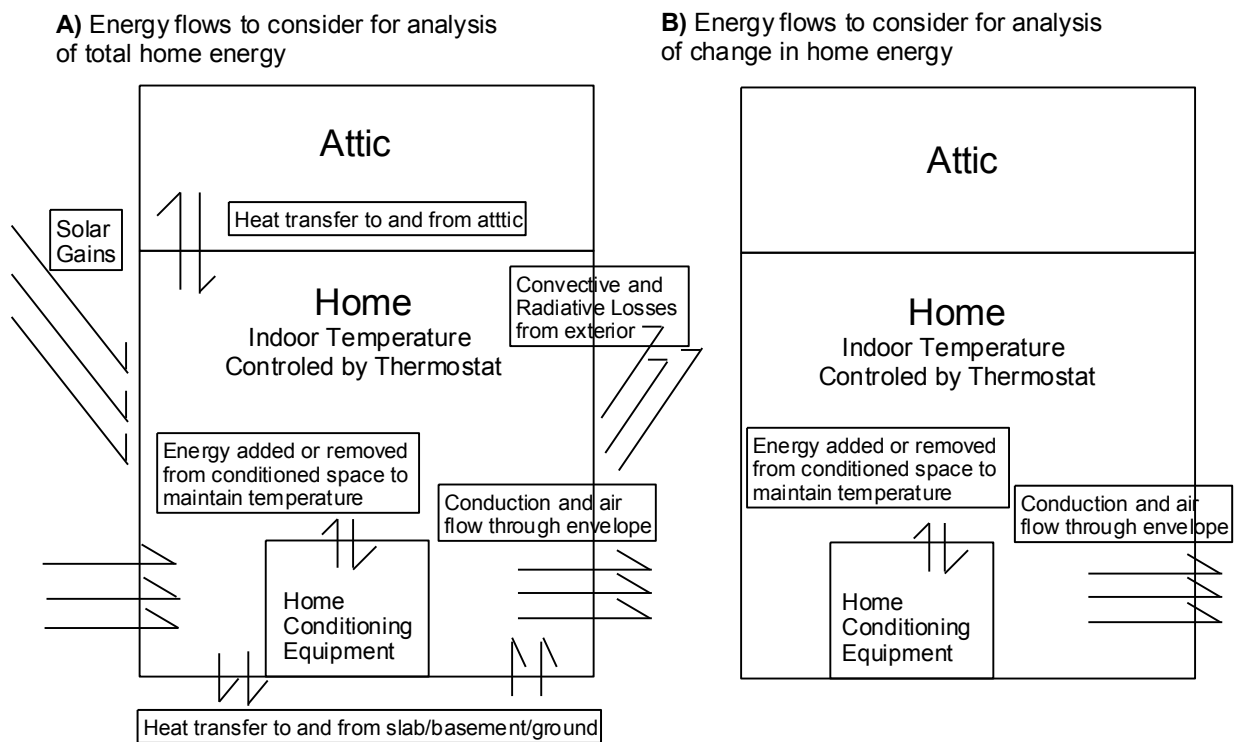 A) Energy flows to consider for analysis
of total home energy
Attic
Solar
Gains
Heat transfer to and from atttic
Home
Indoor Temperature
Controled by Thermostat
Convective and
Radiative Losses
from exterior
Energy added or removed
from conditioned space to
maintain temperature
Conduction and air
flow through envelope
Home
Conditioning
Equipment
Heat transfer to and from slab/basement/ground
B) Energy flows to consider for analysis
of change in home energy
Attic
Home
Indoor Temperature
Controled by Thermostat
Energy added or removed
from conditioned space to
maintain temperature
Conduction and air
flow through envelope
Home
Conditioning
Equipment